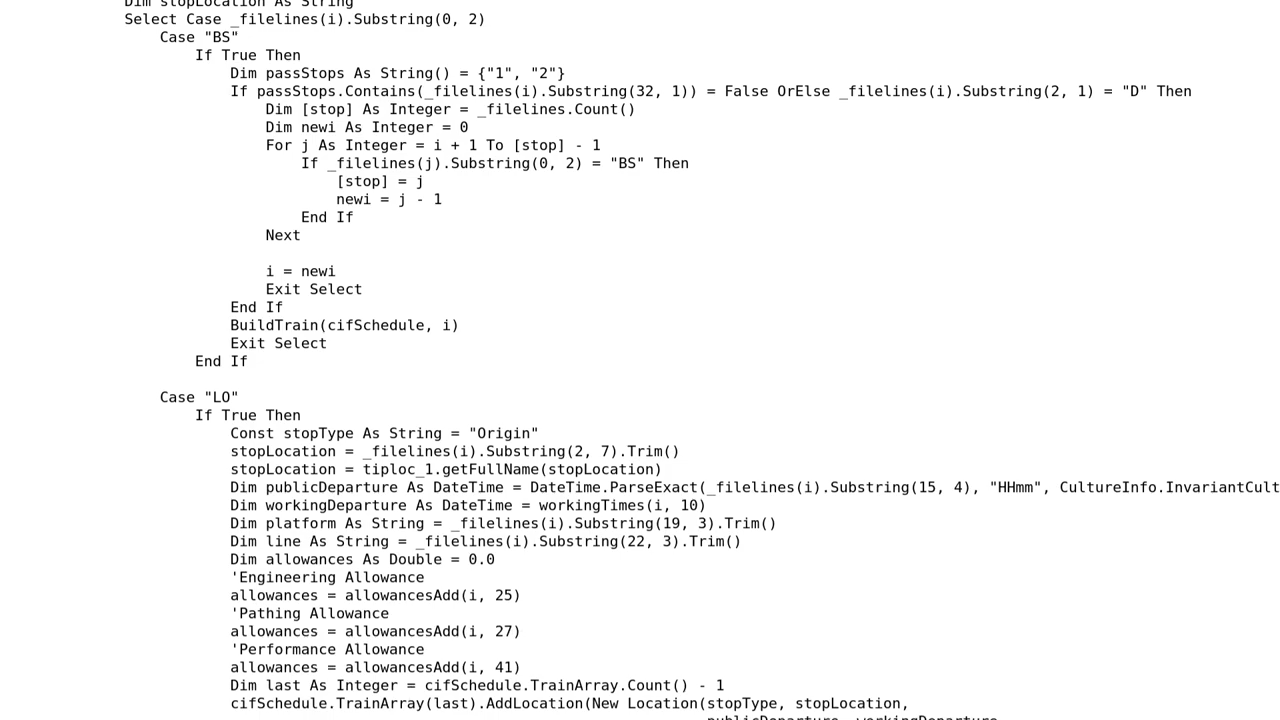 Dim stopLocation As String
Select Case _filelines(i).Substring(0, 2)
Case "BS"
If True Then
Dim passStops As String() = {"1", "2"}
If passStops.Contains(_filelines(i).Substring(32, 1)) = False OrElse _filelines(i).Substring(2, 1) = "D" Then
Dim [stop] As Integer = _filelines.Count()
Dim newi As Integer = 0
For j As Integer = i + 1 To [stop] - 1
If _filelines(j).Substring(0, 2) = "BS" Then
[stop] = j
newi = j - 1
End If
Next
i = newi
Exit Select
End If
BuildTrain(cifSchedule, i)
Exit Select
End If
Case "LO"
If True Then
Const stopType As String = "Origin"
stopLocation = _filelines(i).Substring(2, 7).Trim()
stopLocation = tiploc_1.getFullName(stopLocation)
Dim publicDeparture As DateTime = DateTime.ParseExact(_filelines(i).Substring(15, 4), "HHmm", CultureInfo.InvariantCult
Dim workingDeparture As DateTime = workingTimes(i, 10)
Dim platform As String = _filelines(i).Substring(19, 3).Trim()
Dim line As String = _filelines(i).Substring(22, 3).Trim()
Dim allowances As Double = 0.0
'Engineering Allowance
allowances = allowancesAdd(i, 25)
'Pathing Allowance
allowances = allowancesAdd(i, 27)
'Performance Allowance
allowances = allowancesAdd(i, 41)
Dim last As Integer = cifSchedule.TrainArray.Count() - 1
cifSchedule.TrainArray(last).AddLocation(New Location(stopType, stopLocation,
publicDeparture, workingDeparture,